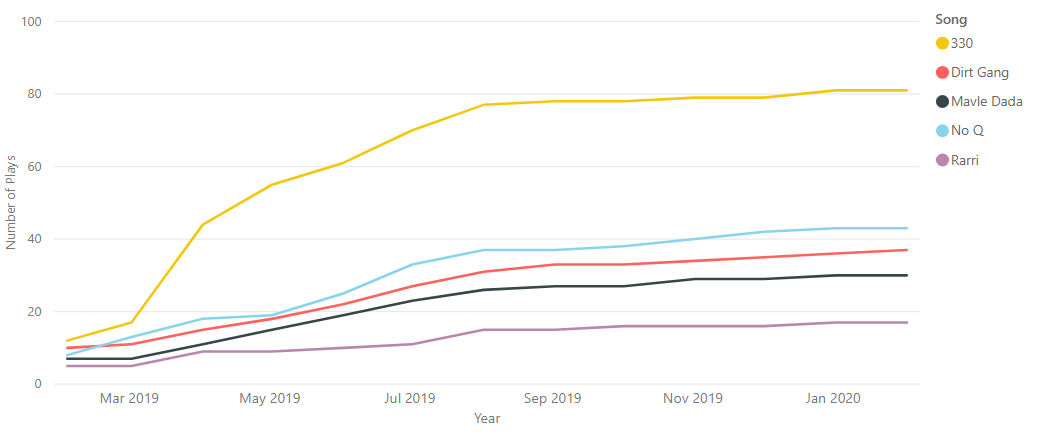 100
80
60
40
20
0
Number of Plays
Mar 2019
May 2019
Jul 2019
Sep 2019
Nov 2019
Jan 2020
Year
Song
330
Dirt Gang
Mavle Dada
No Q
Rarri